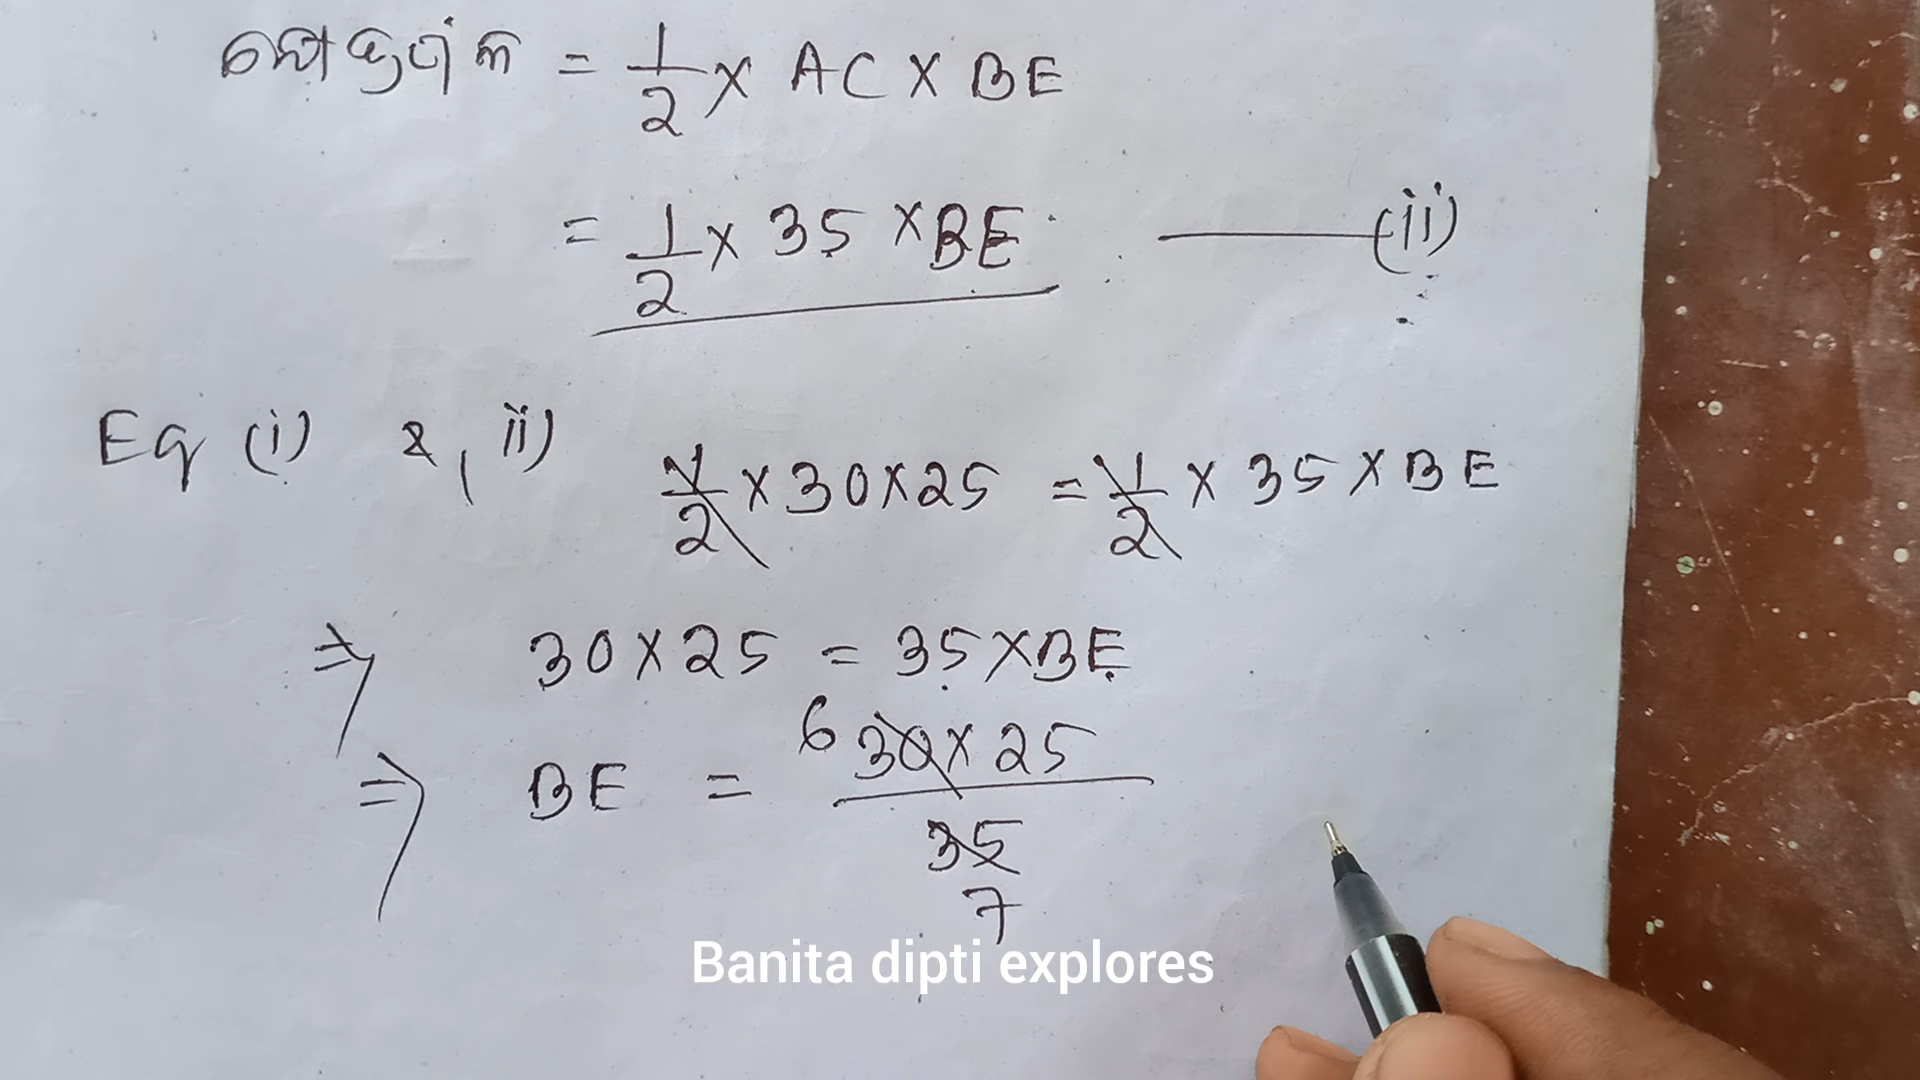 କ୍ଷେତ୍ରଫଳ = 1/2 × AC × BE
= 1/2 × 35 × BE ——— (ii)
Eq (i) &, ii) 1/2 × 30 × 25 = 1/2 × 35 × BE
⇒ 30 × 25 = 35 × BE
6
⇒ BE = 30 × 25 / 35
7
Banita dipti explores